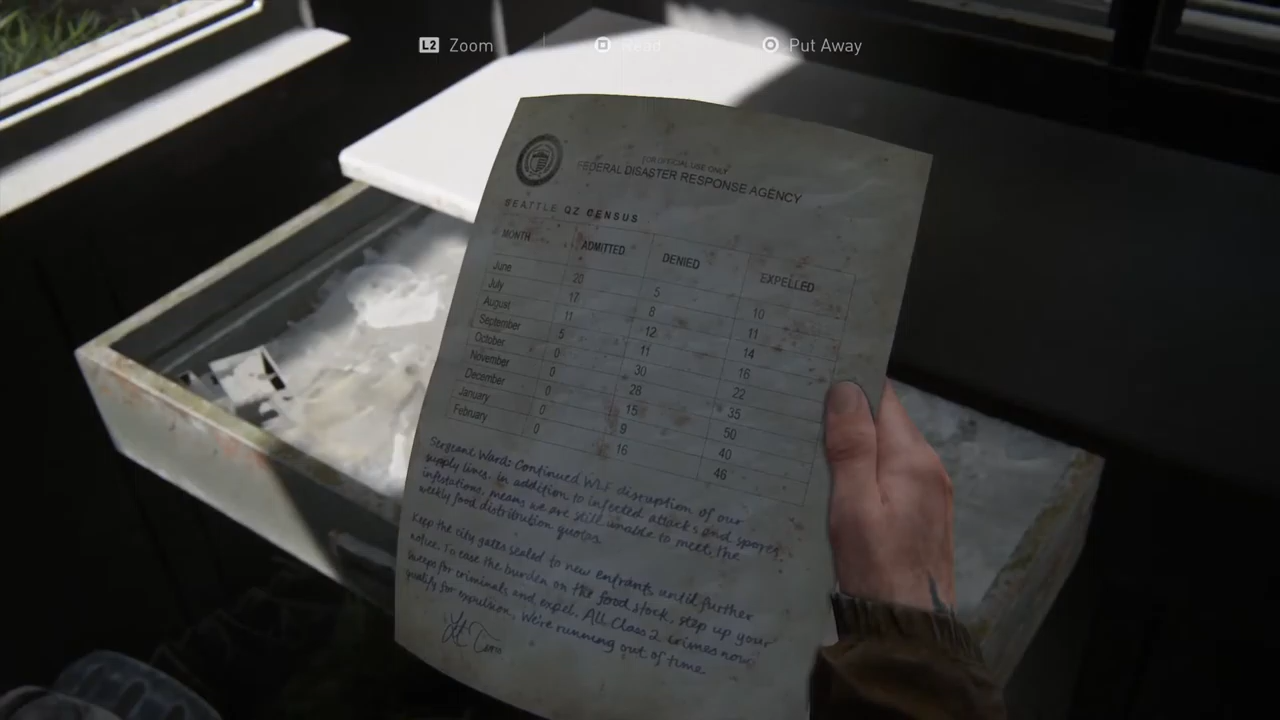 L2 Zoom
Read
Put Away
FOR OFFICIAL USE ONLY
FEDERAL DISASTER RESPONSE AGENCY
SEATTLE QZ CENSUS
MONTH ADMITTED DENIED EXPELLED
June 20 5 10
July 17 8 11
August 11 12 14
September 5 11 16
October 0 30 22
November 0 28 35
December 0 15 50
January 0 9 40
February 0 16 46
Sergeant Ward: Continued WLF disruption of our
supply lines, in addition to infected attacks and spores
infestations, means we are still unable to meet the
weekly food distribution quotas.
Keep the city gates sealed to new entrants until further
notice. To ease the burden on the food stock, step up your
sweeps for criminals and expel. All Class 2 crimes now
qualify for expulsion. We're running out of time.
Lt